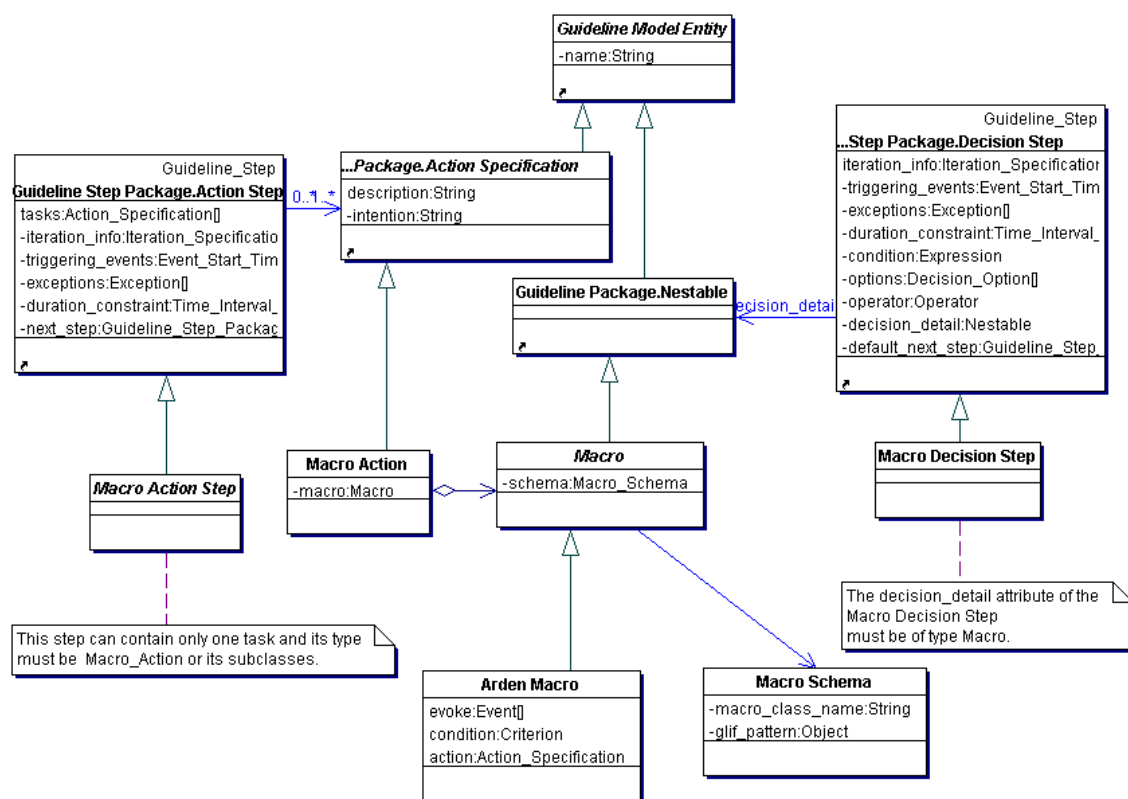 Guideline Model Entity
-name:String
Guideline_Step
Guideline Step Package.Action Step
tasks:Action_Specification[]
-iteration_info:Iteration_Specificatio
-triggering_events:Event_Start_Tim
-exceptions:Exception[]
-duration_constraint:Time_Interval_
-next_step:Guideline_Step_Packag
...Package.Action Specification
description:String
-intention:String
Guideline_Step
...Step Package.Decision Step
iteration_info:Iteration_Specification
-triggering_events:Event_Start_Tim
-exceptions:Exception[]
-duration_constraint:Time_Interval_
-condition:Expression
-options:Decision_Option[]
-operator:Operator
-decision_detail:Nestable
-default_next_step:Guideline_Step_
Guideline Package.Nestable
ecision_detail
Macro Action Step
Macro Action
-macro:Macro
Macro
-schema:Macro_Schema
Macro Decision Step
This step can contain only one task and its type
must be Macro_Action or its subclasses.
The decision_detail attribute of the
Macro Decision Step
must be of type Macro.
Arden Macro
evoke:Event[]
condition:Criterion
action:Action_Specification
Macro Schema
-macro_class_name:String
-glif_pattern:Object